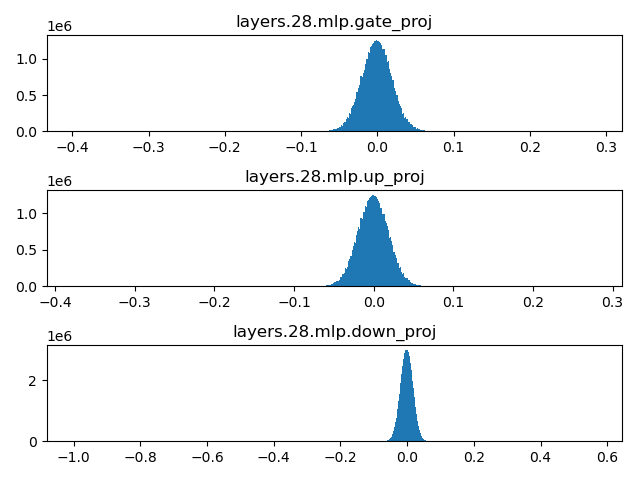 layers.28.mlp.gate_proj
1e6
1.0
0.5
0.0
−0.4 −0.3 −0.2 −0.1 0.0 0.1 0.2 0.3
layers.28.mlp.up_proj
1e6
1.0
0.5
0.0
−0.4 −0.3 −0.2 −0.1 0.0 0.1 0.2 0.3
layers.28.mlp.down_proj
1e6
2
0
−1.0 −0.8 −0.6 −0.4 −0.2 0.0 0.2 0.4 0.6